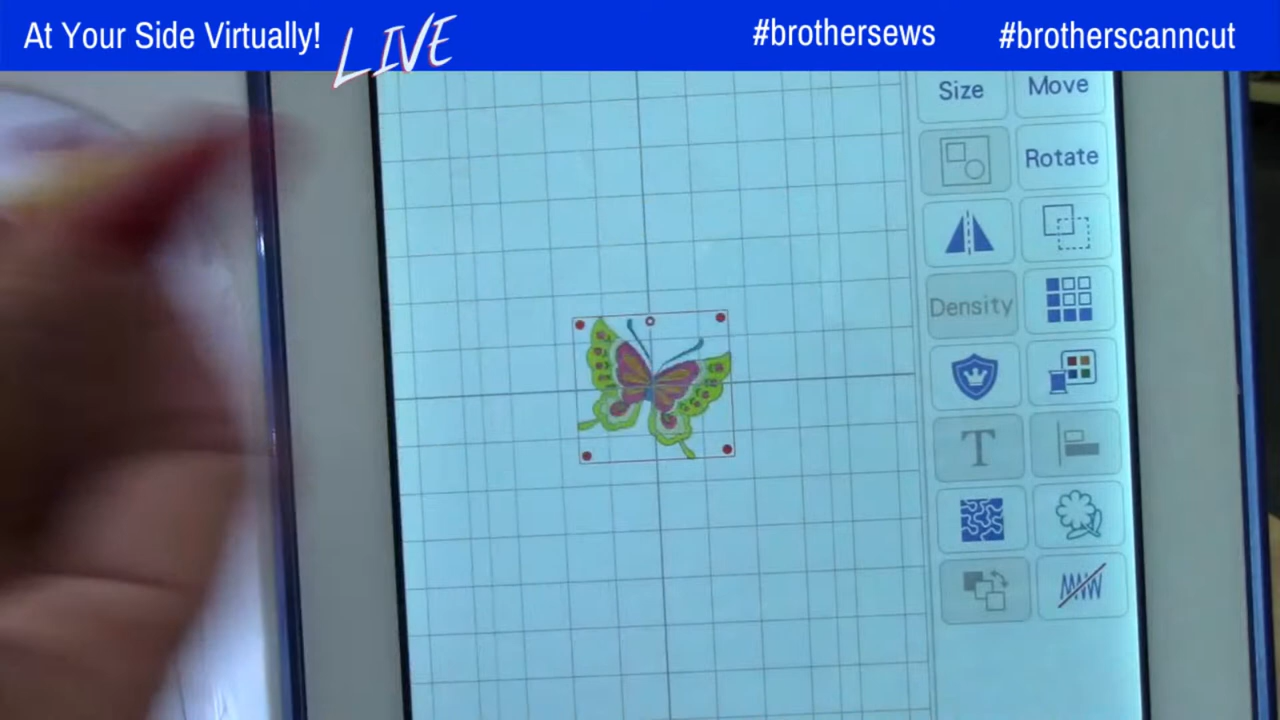 At Your Side Virtually! LIVE #brothersews #brotherscanncut
Size Move
Rotate
Density
T